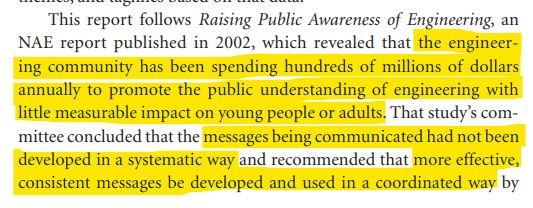 themes, and taglines based on that data.
This report follows Raising Public Awareness of Engineering, an
NAE report published in 2002, which revealed that the engineer-
ing community has been spending hundreds of millions of dollars
annually to promote the public understanding of engineering with
little measurable impact on young people or adults. That study's com-
mittee concluded that the messages being communicated had not been
developed in a systematic way and recommended that more effective,
consistent messages be developed and used in a coordinated way by